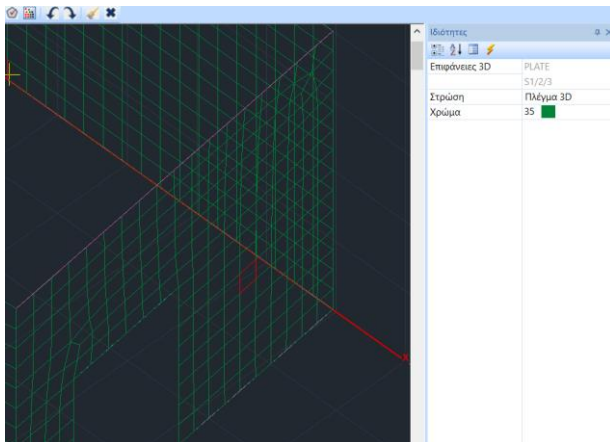 Ιδιότητες
Επιφάνειες 3D PLATE
S1/2/3
Στρώση Πλέγμα 3D
Χρώμα 35
X